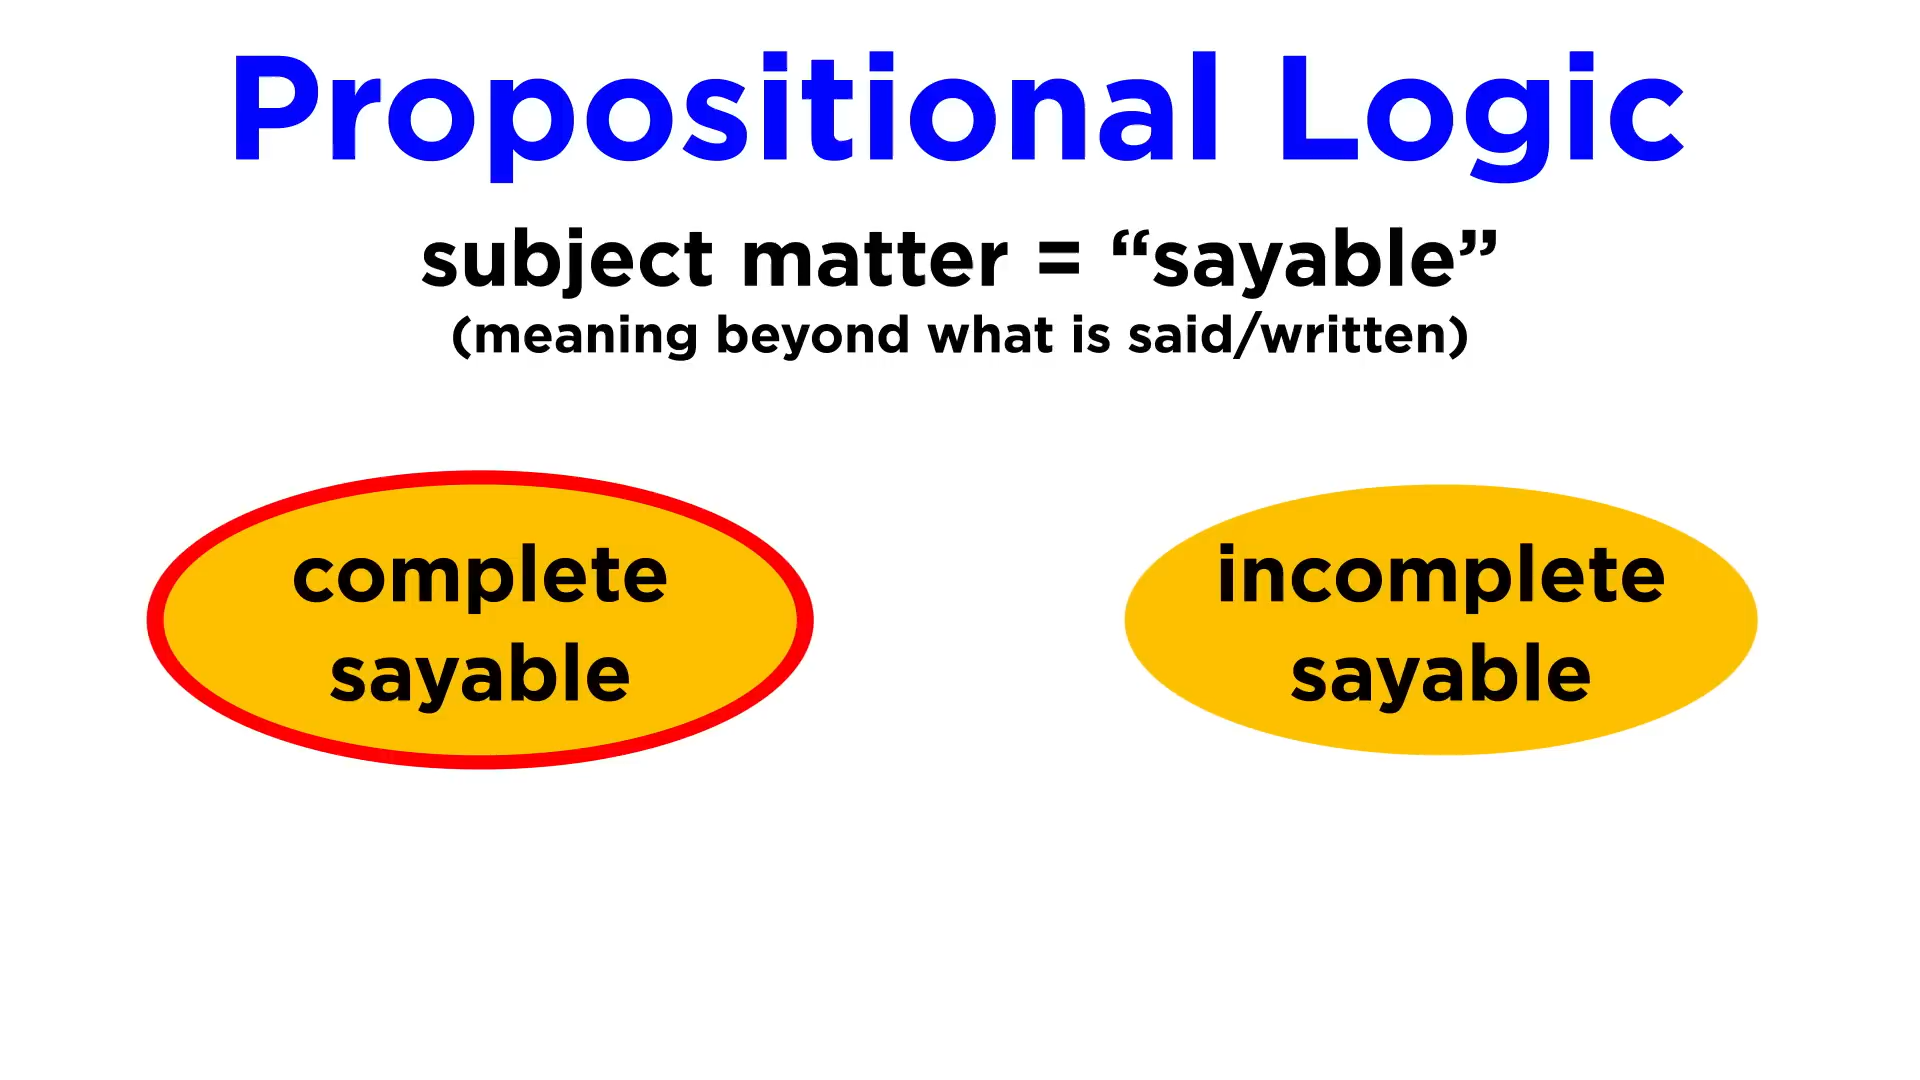 Propositional Logic
subject matter = “sayable”
(meaning beyond what is said/written)
complete
sayable
incomplete
sayable